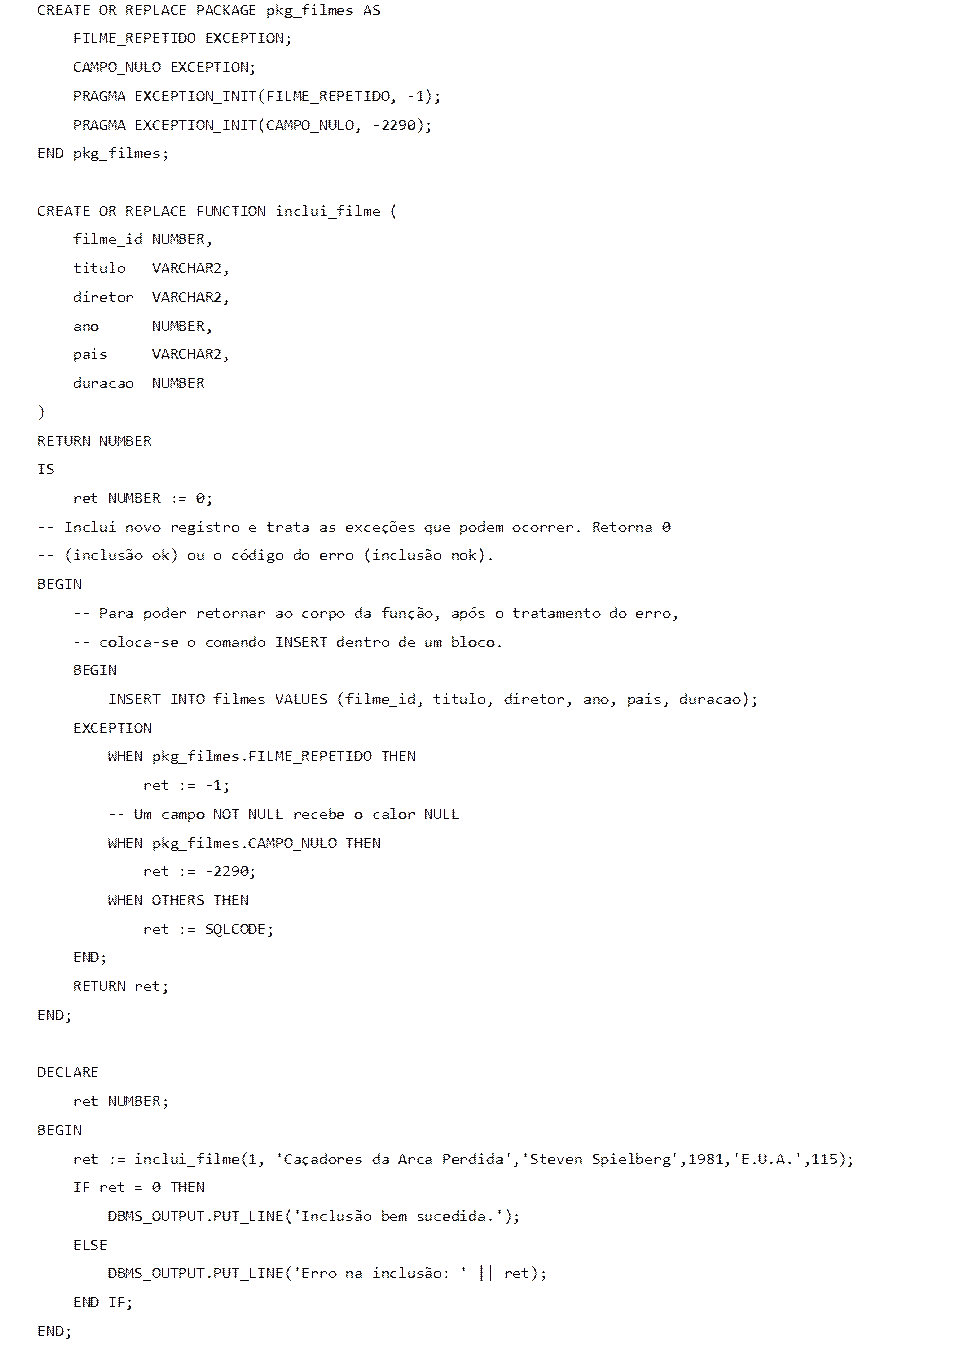 CREATE OR REPLACE PACKAGE pkg_filmes AS
    FILME_REPETIDO EXCEPTION;
    CAMPO_NULO EXCEPTION;
    PRAGMA EXCEPTION_INIT(FILME_REPETIDO, -1);
    PRAGMA EXCEPTION_INIT(CAMPO_NULO, -2290);
END pkg_filmes;

CREATE OR REPLACE FUNCTION inclui_filme (
    filme_id NUMBER,
    titulo   VARCHAR2,
    diretor  VARCHAR2,
    ano      NUMBER,
    pais     VARCHAR2,
    duracao  NUMBER
)
RETURN NUMBER
IS
    ret NUMBER := 0;
-- Inclui novo registro e trata as exceções que podem ocorrer. Retorna 0
-- (inclusão ok) ou o código do erro (inclusão nok).
BEGIN
    -- Para poder retornar ao corpo da função, após o tratamento do erro,
    -- coloca-se o comando INSERT dentro de um bloco.
    BEGIN
        INSERT INTO filmes VALUES (filme_id, titulo, diretor, ano, pais, duracao);
    EXCEPTION
        WHEN pkg_filmes.FILME_REPETIDO THEN
            ret := -1;
        -- Um campo NOT NULL recebe o calor NULL
        WHEN pkg_filmes.CAMPO_NULO THEN
            ret := -2290;
        WHEN OTHERS THEN
            ret := SQLCODE;
    END;
    RETURN ret;
END;

DECLARE
    ret NUMBER;
BEGIN
    ret := inclui_filme(1, 'Caçadores da Arca Perdida','Steven Spielberg',1981,'E.U.A.',115);
    IF ret = 0 THEN
        DBMS_OUTPUT.PUT_LINE('Inclusão bem sucedida.');
    ELSE
        DBMS_OUTPUT.PUT_LINE('Erro na inclusão: ' || ret);
    END IF;
END;